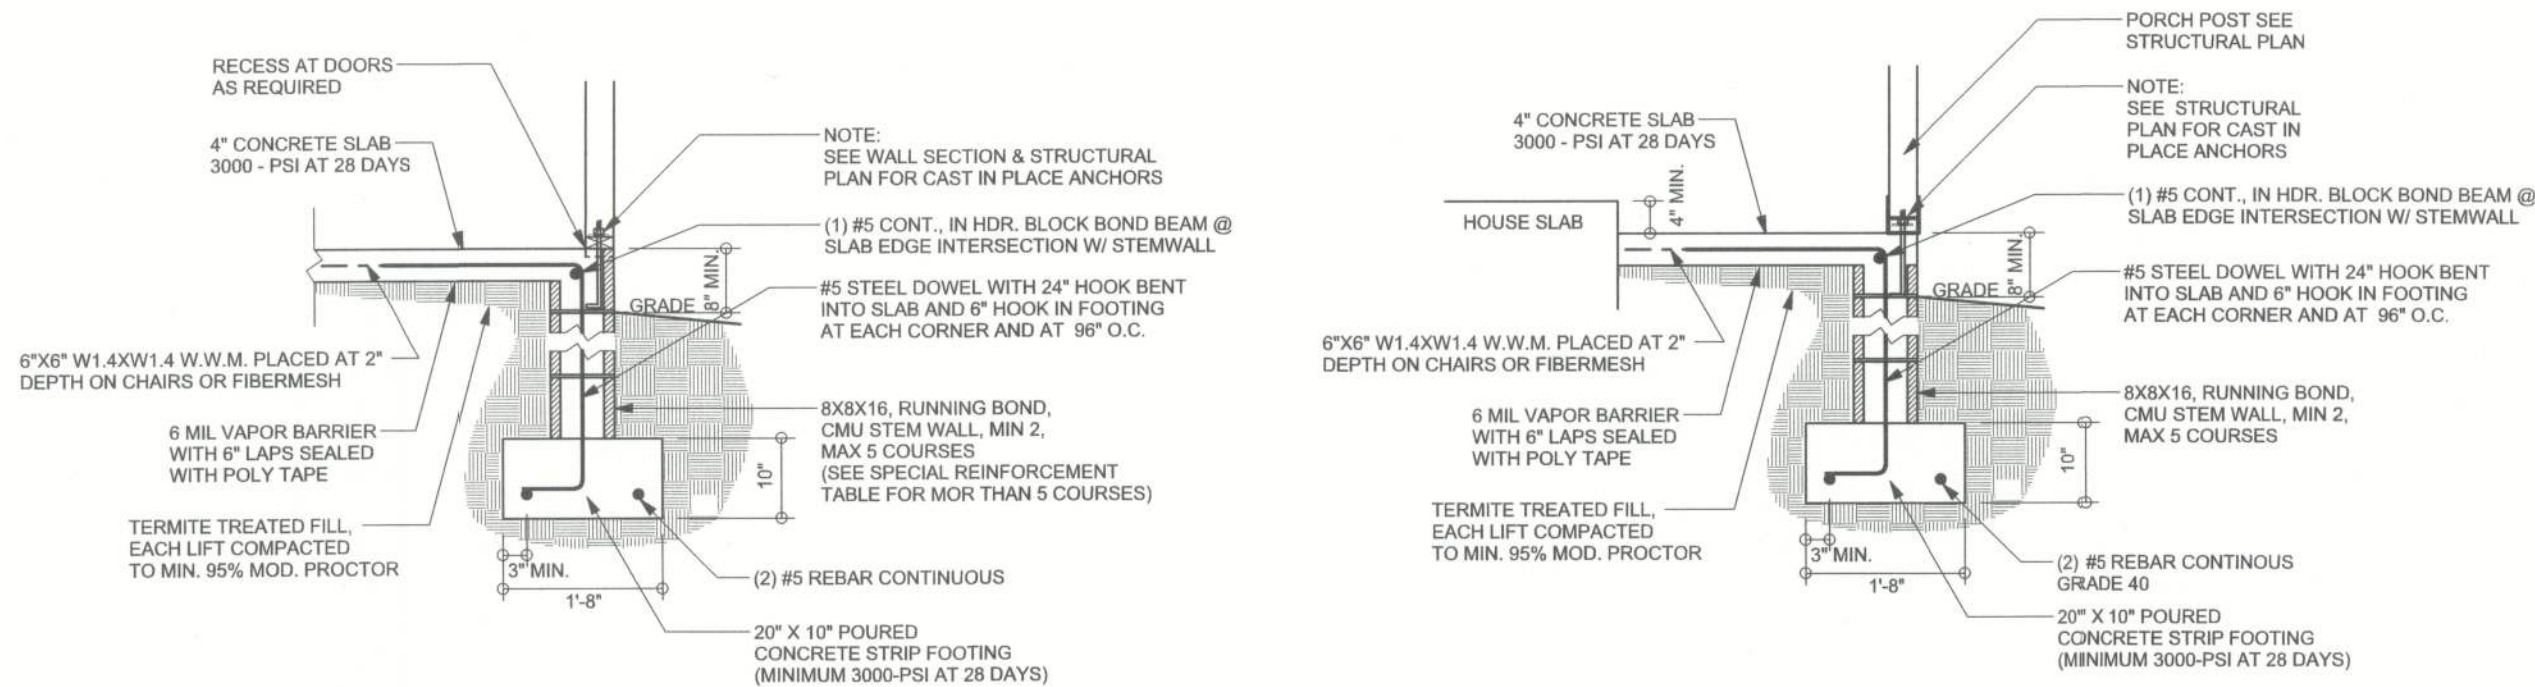 RECESS AT DOORS
AS REQUIRED
4" CONCRETE SLAB
3000 - PSI AT 28 DAYS
NOTE:
SEE WALL SECTION & STRUCTURAL
PLAN FOR CAST IN PLACE ANCHORS
(1) #5 CONT., IN HDR. BLOCK BOND BEAM @
SLAB EDGE INTERSECTION W/ STEMWALL
8" MIN.
GRADE
#5 STEEL DOWEL WITH 24" HOOK BENT
INTO SLAB AND 6" HOOK IN FOOTING
AT EACH CORNER AND AT 96" O.C.
6"X6" W1.4XW1.4 W.W.M. PLACED AT 2"
DEPTH ON CHAIRS OR FIBERMESH
6 MIL VAPOR BARRIER
WITH 6" LAPS SEALED
WITH POLY TAPE
8X8X16, RUNNING BOND,
CMU STEM WALL, MIN 2,
MAX 5 COURSES
(SEE SPECIAL REINFORCEMENT
TABLE FOR MOR THAN 5 COURSES)
10"
TERMITE TREATED FILL,
EACH LIFT COMPACTED
TO MIN. 95% MOD. PROCTOR
3" MIN.
1'-8"
(2) #5 REBAR CONTINUOUS
20" X 10" POURED
CONCRETE STRIP FOOTING
(MINIMUM 3000-PSI AT 28 DAYS)
PORCH POST SEE
STRUCTURAL PLAN
NOTE:
SEE STRUCTURAL
PLAN FOR CAST IN
PLACE ANCHORS
4" CONCRETE SLAB
3000 - PSI AT 28 DAYS
4" MIN.
HOUSE SLAB
(1) #5 CONT., IN HDR. BLOCK BOND BEAM @
SLAB EDGE INTERSECTION W/ STEMWALL
8" MIN.
GRADE
#5 STEEL DOWEL WITH 24" HOOK BENT
INTO SLAB AND 6" HOOK IN FOOTING
AT EACH CORNER AND AT 96" O.C.
6"X6" W1.4XW1.4 W.W.M. PLACED AT 2"
DEPTH ON CHAIRS OR FIBERMESH
6 MIL VAPOR BARRIER
WITH 6" LAPS SEALED
WITH POLY TAPE
8X8X16, RUNNING BOND,
CMU STEM WALL, MIN 2,
MAX 5 COURSES
10"
TERMITE TREATED FILL,
EACH LIFT COMPACTED
TO MIN. 95% MOD. PROCTOR
3" MIN.
1'-8"
(2) #5 REBAR CONTINOUS
GRADE 40
20" X 10" POURED
CONCRETE STRIP FOOTING
(MINIMUM 3000-PSI AT 28 DAYS)